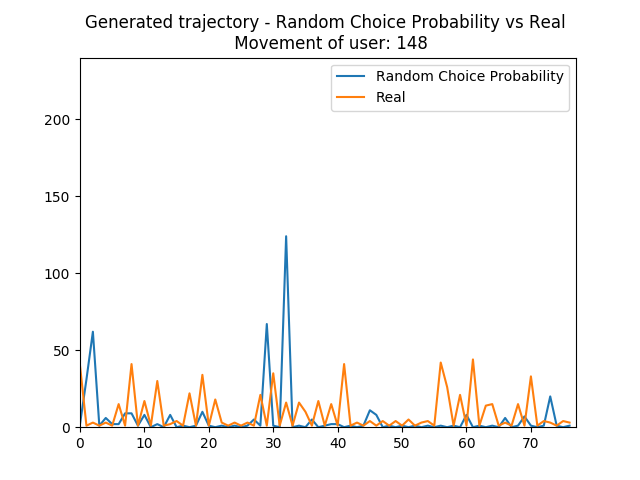 Generated trajectory - Random Choice Probability vs Real
Movement of user: 148
Random Choice Probability
Real
200
150
100
50
0
0 10 20 30 40 50 60 70